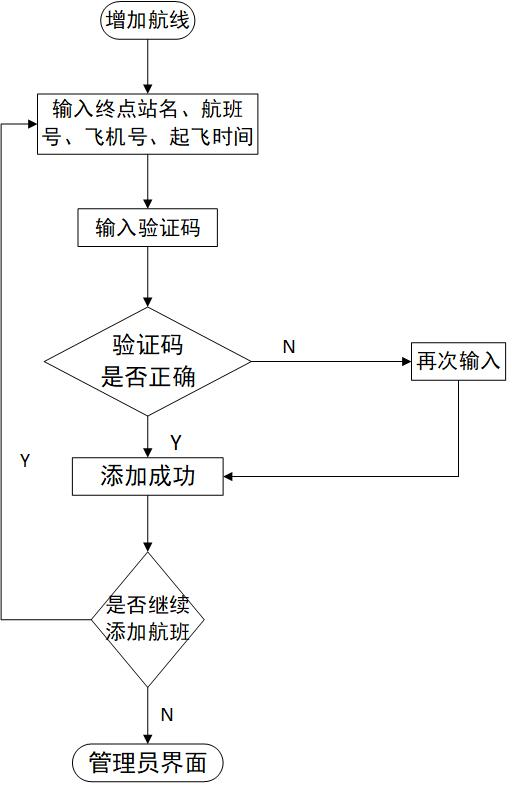 增加航线
输入终点站名、航班
号、飞机号、起飞时间
输入验证码
验证码
是否正确
N
再次输入
Y
Y
添加成功
是否继续
添加航班
N
管理员界面